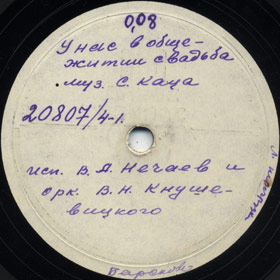 0,08
У нас в обще-
житии свадьба
муз. С. Каца
20807/4-1.
исп. В. А. Нечаев и
орк. В. Н. Кнуше-
вицкого